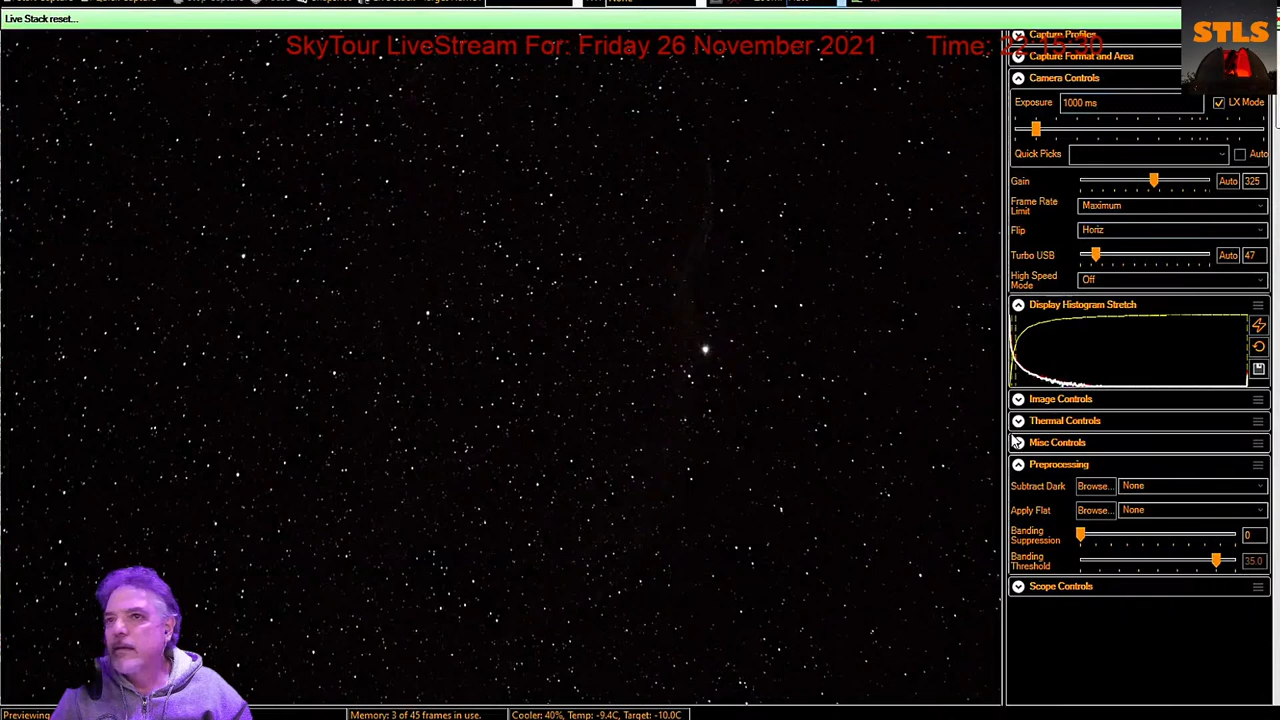 Live Stack reset...
SkyTour LiveStream For: Friday 26 November 2021 Time:
STLS
Capture Profiles
Capture Format and Area
Camera Controls
Exposure 1000 ms LX Mode
Quick Picks Auto
Gain Auto 325
Frame Rate
Limit
Maximum
Flip Horiz
Turbo USB Auto 47
High Speed
Mode
Off
Display Histogram Stretch
Image Controls
Thermal Controls
Misc Controls
Preprocessing
Subtract Dark Browse... None
Apply Flat Browse... None
Banding
Suppression
0
Banding
Threshold
35.0
Scope Controls
Previewing Memory: 3 of 45 frames in use. Cooler: 40%, Temp: -9.4C, Target: -10.0C